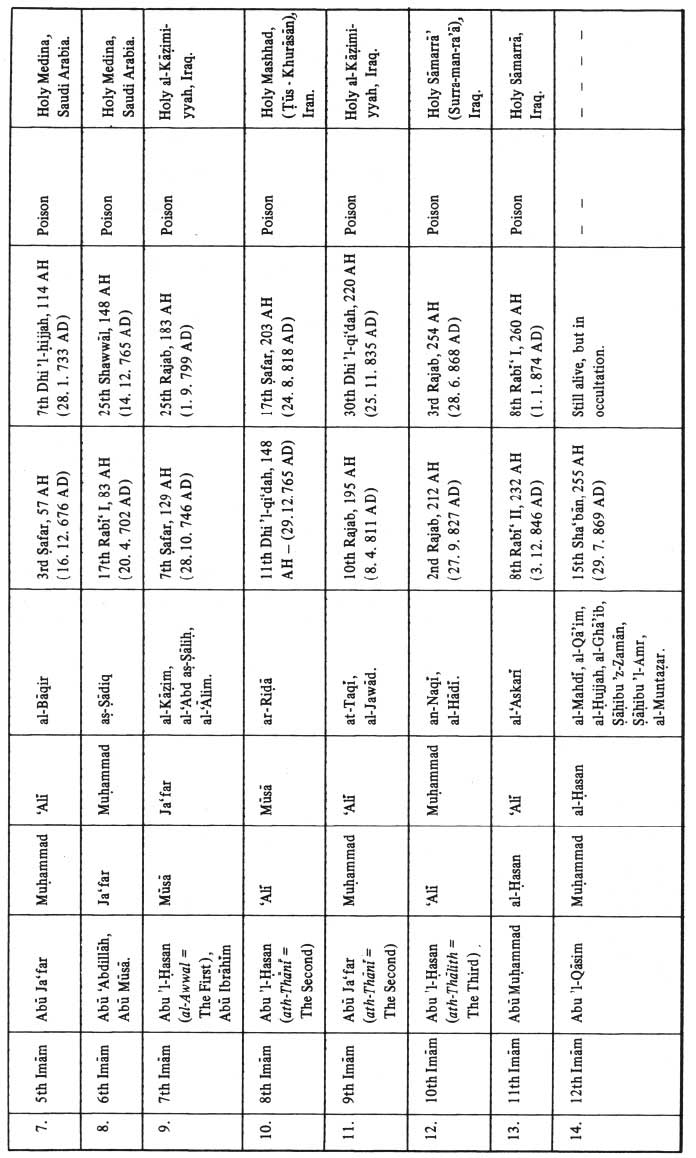 7.
5th Imām
Abū Ja‘far
Muḥammad
‘Alī
al-Bāqir
3rd Ṣafar, 57 AH
(16. 12. 676 AD)
7th Dhi ’l-ḥijjah, 114 AH
(28. 1. 733 AD)
Poison
Holy Medina,
Saudi Arabia.
8.
6th Imām
Abū ‘Abdillāh,
Abū Mūsā.
Ja‘far
Muḥammad
aṣ-Ṣādiq
17th Rabī‘ I, 83 AH
(20. 4. 702 AD)
25th Shawwāl, 148 AH
(14. 12. 765 AD)
Poison
Holy Medina,
Saudi Arabia.
9.
7th Imām
Abu ’l-Ḥasan
(al-Awwal =
The First),
Abū Ibrāhīm
Mūsā
Ja‘far
al-Kāẓim,
al-‘Abd aṣ-Ṣāliḥ,
al-‘Ālim.
7th Ṣafar, 129 AH
(28. 10. 746 AD)
25th Rajab, 183 AH
(1. 9. 799 AD)
Poison
Holy al-Kāẓimi-
yyah, Iraq.
10.
8th Imām
Abu ’l-Ḥasan
(ath-Thānī =
The Second)
‘Alī
Mūsā
ar-Riḍā
11th Dhi ’l-qi‘dah, 148
AH – (29.12.765 AD)
17th Ṣafar, 203 AH
(24. 8. 818 AD)
Poison
Holy Mashhad,
(Ṭūs - Khurāsān),
Iran.
11.
9th Imām
Abū Ja‘far
(ath-Thānī =
The Second)
Muḥammad
‘Alī
at-Taqī,
al-Jawād.
10th Rajab, 195 AH
(8. 4. 811 AD)
30th Dhi ’l-qi‘dah, 220 AH
(25. 11. 835 AD)
Poison
Holy al-Kāẓimi-
yyah, Iraq.
12.
10th Imām
Abu ’l-Ḥasan
(ath-Thālith =
The Third) .
‘Alī
Muḥammad
an-Naqī,
al-Hādī.
2nd Rajab, 212 AH
(27. 9. 827 AD)
3rd Rajab, 254 AH
(28. 6. 868 AD)
Poison
Holy Sāmarrā’
(Surra-man-ra’ā),
Iraq.
13.
11th Imām
Abū Muḥammad
al-Ḥasan
‘Alī
al-‘Askarī
8th Rabī‘ II, 232 AH
(3. 12. 846 AD)
8th Rabī‘ I, 260 AH
(1. 1. 874 AD)
Poison
Holy Sāmarrā,
Iraq.
14.
12th Imām
Abu ’l-Qāsim
Muḥammad
al-Ḥasan
al-Mahdī, al-Qā’im,
al-Ḥujjah, al-Ghā’ib,
Ṣāḥibu ’z-Zamān,
Ṣāḥibu ’l-Amr,
al-Muntaẓar.
15th Sha‘bān, 255 AH
(29. 7. 869 AD)
Still alive, but in
occultation.
– –
– – – –